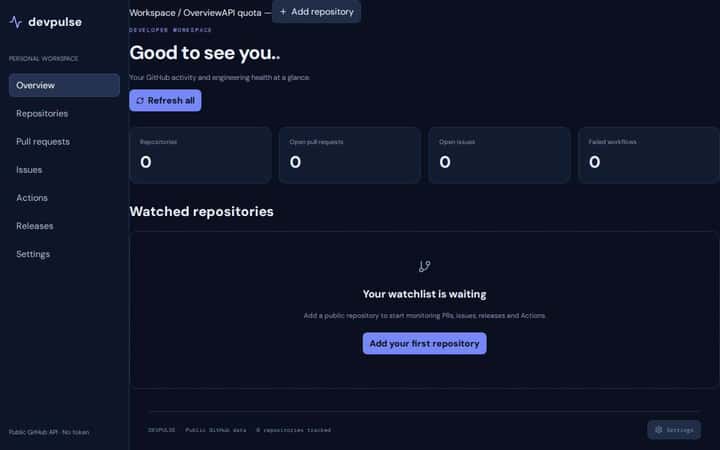 devpulse
PERSONAL WORKSPACE
Overview
Repositories
Pull requests
Issues
Actions
Releases
Settings
Public GitHub API · No token
Workspace / OverviewAPI quota —
+ Add repository
DEVELOPER WORKSPACE
Good to see you..
Your GitHub activity and engineering health at a glance.
Refresh all
Repositories
0
Open pull requests
0
Open issues
0
Failed workflows
0
Watched repositories
Your watchlist is waiting
Add a public repository to start monitoring PRs, issues, releases and Actions.
Add your first repository
DEVPULSE · Public GitHub data · 0 repositories tracked
Settings